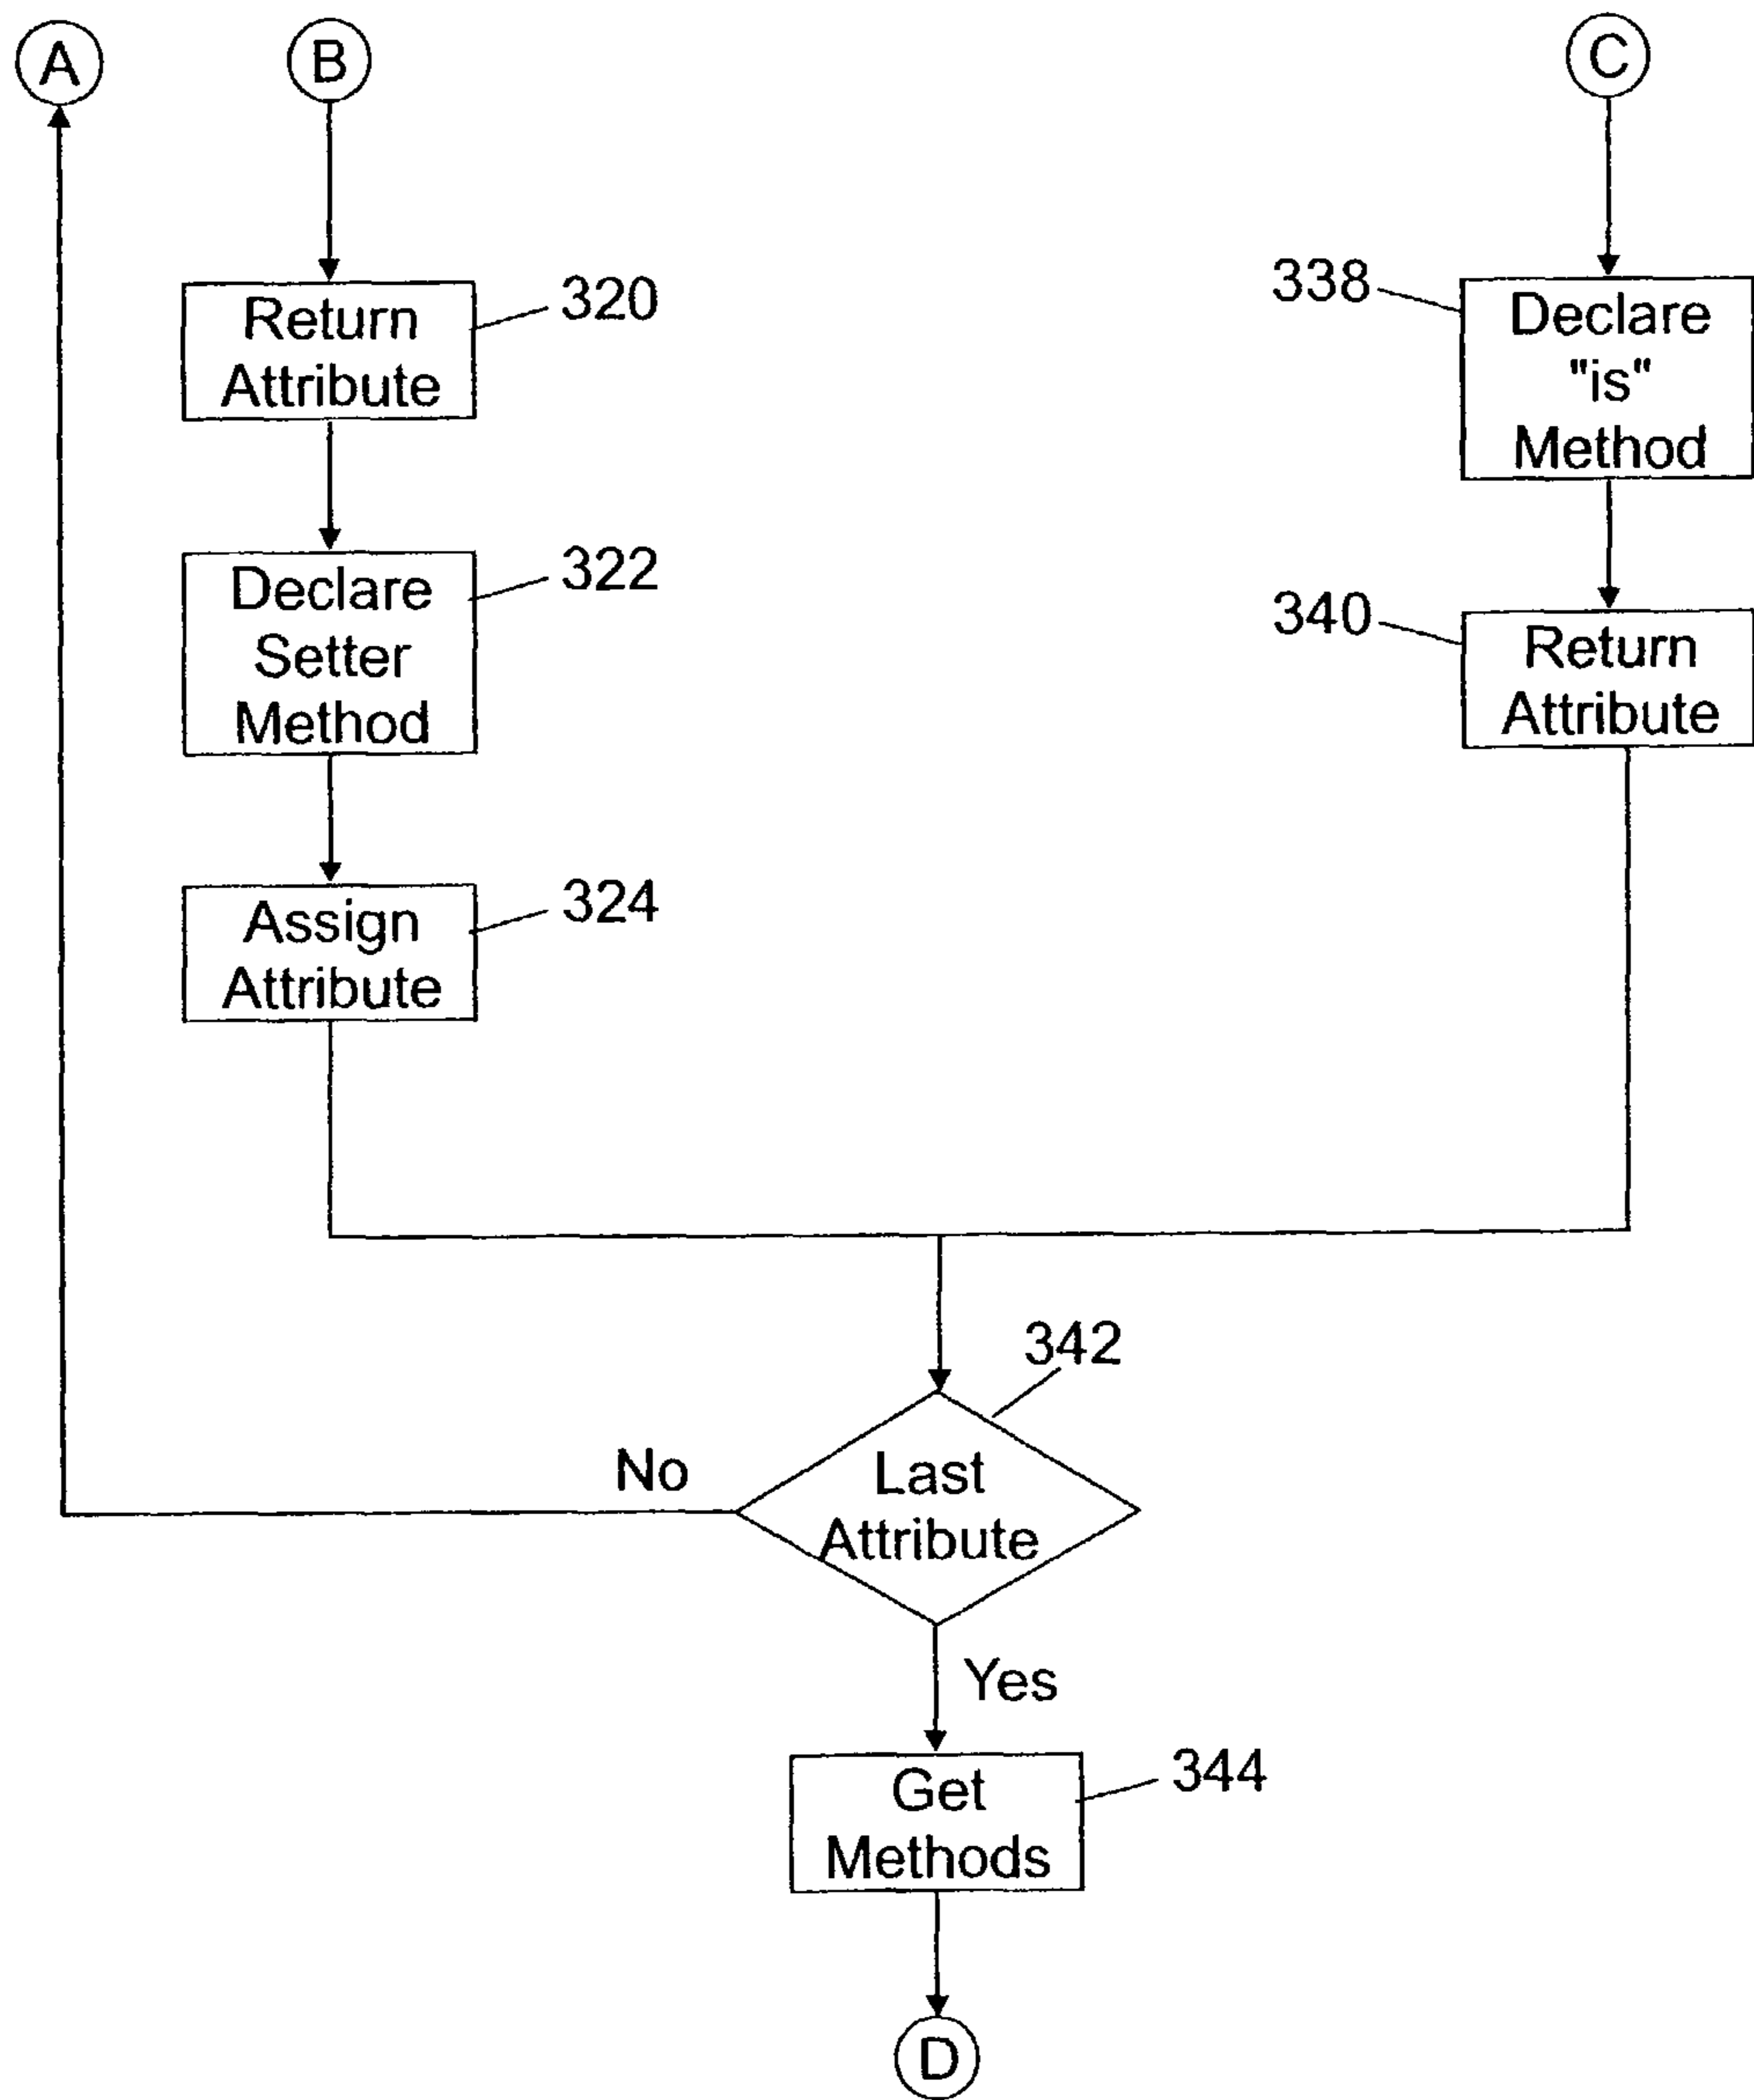 A
B
C
Return
Attribute
320
Declare
Setter
Method
322
Assign
Attribute
324
338
Declare
"is"
Method
340
Return
Attribute
342
Last
Attribute
No
Yes
Get
Methods
344
D